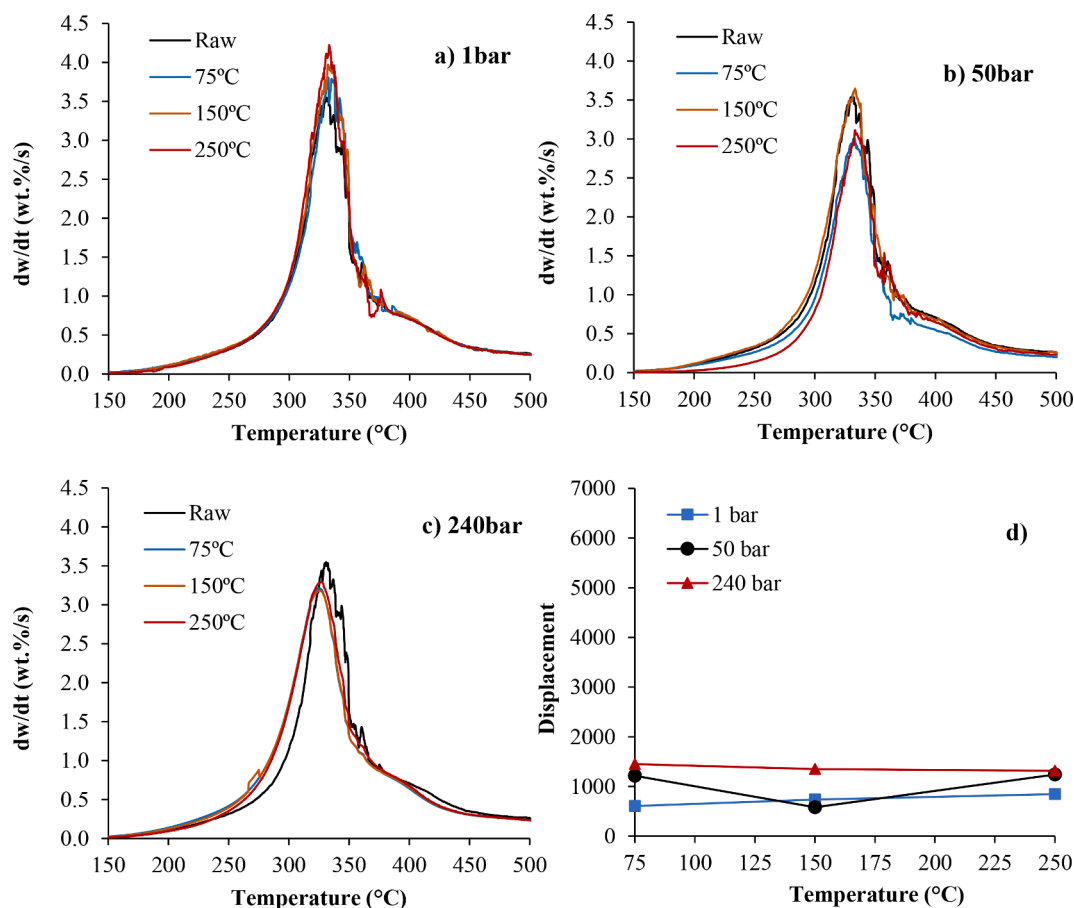 4.5
4.0
3.5
3.0
2.5
2.0
1.5
1.0
0.5
0.0
dw/dt (wt.%/s)
Raw
75ºC
150ºC
250ºC
a) 1bar
150 200 250 300 350 400 450 500
Temperature (°C)
4.5
4.0
3.5
3.0
2.5
2.0
1.5
1.0
0.5
0.0
dw/dt (wt.%/s)
Raw
75ºC
150ºC
250ºC
b) 50bar
150 200 250 300 350 400 450 500
Temperature (°C)
4.5
4.0
3.5
3.0
2.5
2.0
1.5
1.0
0.5
0.0
dw/dt (wt.%/s)
Raw
75ºC
150ºC
250ºC
c) 240bar
150 200 250 300 350 400 450 500
Temperature (°C)
7000
6000
5000
4000
3000
2000
1000
0
Displacement
1 bar
50 bar
240 bar
d)
75 100 125 150 175 200 225 250
Temperature (°C)